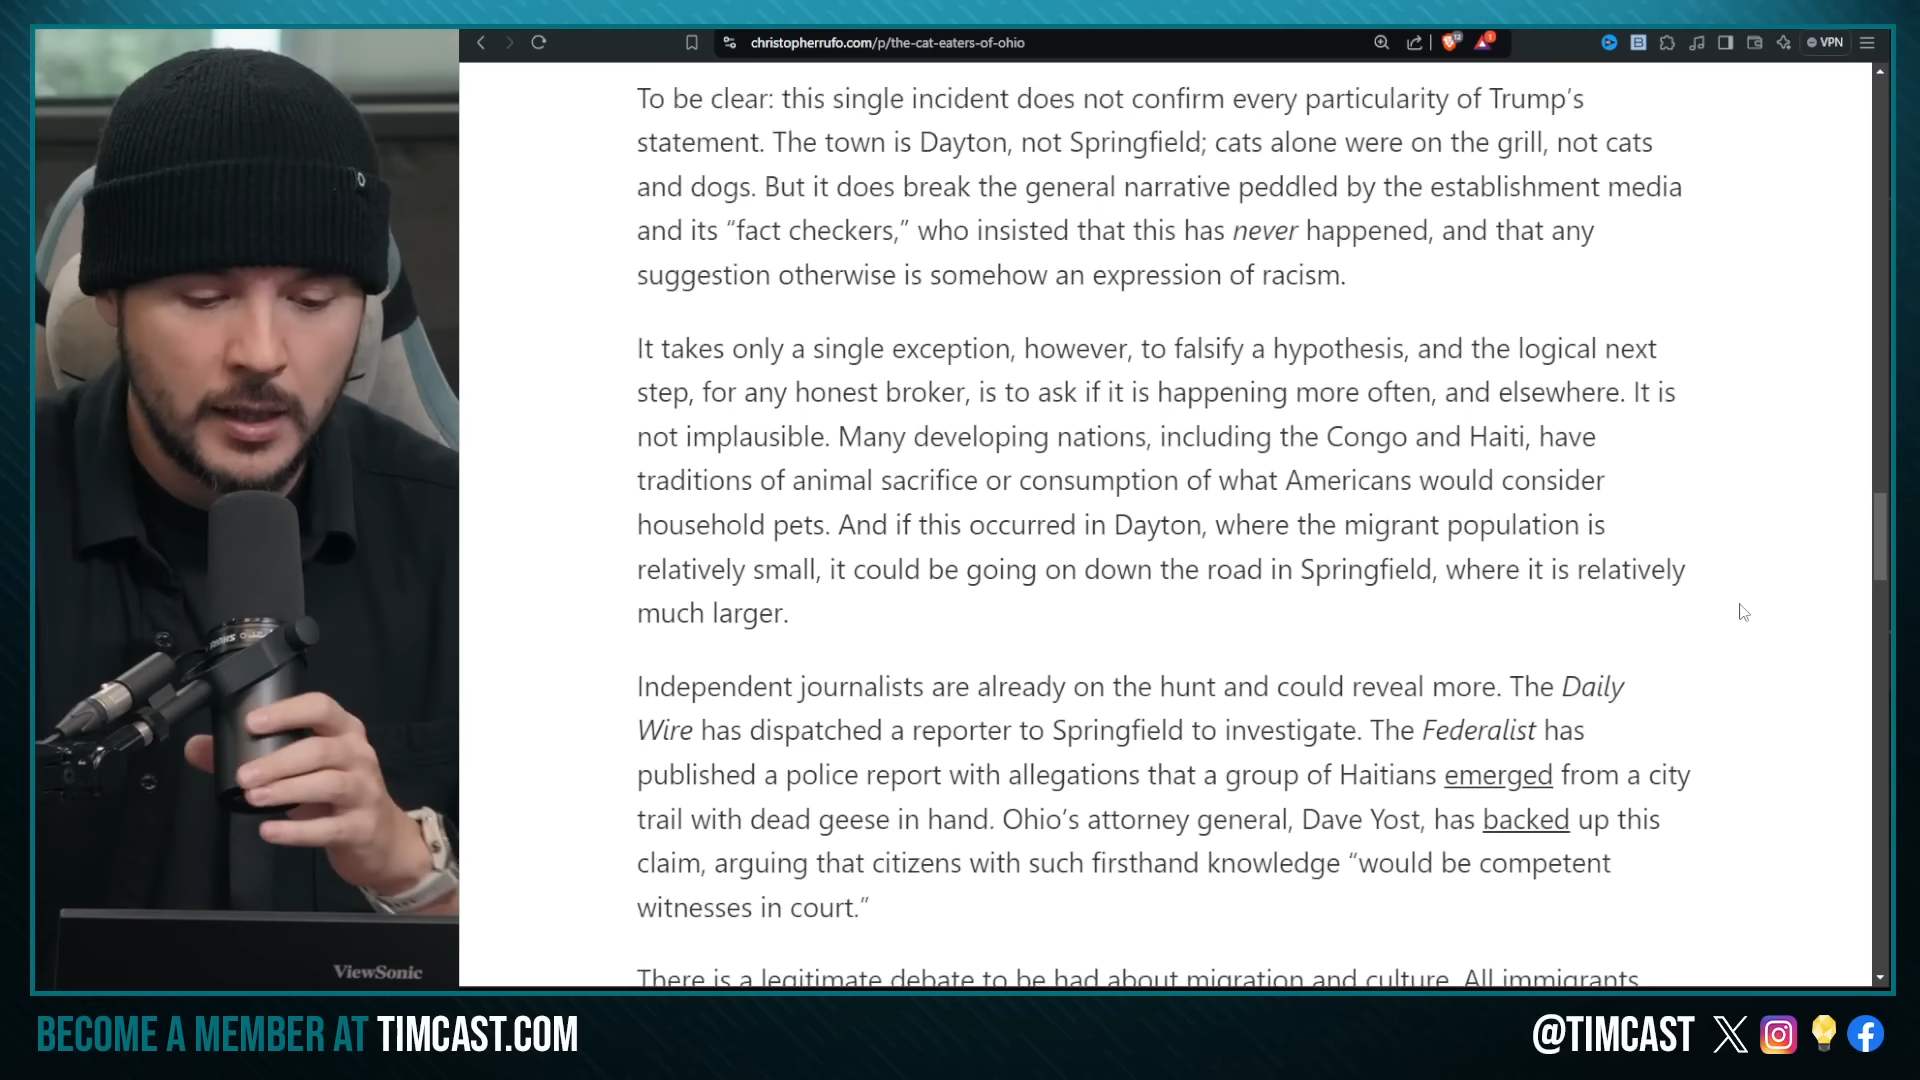 christopherrufo.com/p/the-cat-eaters-of-ohio
VPN
To be clear: this single incident does not confirm every particularity of Trump’s
statement. The town is Dayton, not Springfield; cats alone were on the grill, not cats
and dogs. But it does break the general narrative peddled by the establishment media
and its “fact checkers,” who insisted that this has never happened, and that any
suggestion otherwise is somehow an expression of racism.
It takes only a single exception, however, to falsify a hypothesis, and the logical next
step, for any honest broker, is to ask if it is happening more often, and elsewhere. It is
not implausible. Many developing nations, including the Congo and Haiti, have
traditions of animal sacrifice or consumption of what Americans would consider
household pets. And if this occurred in Dayton, where the migrant population is
relatively small, it could be going on down the road in Springfield, where it is relatively
much larger.
Independent journalists are already on the hunt and could reveal more. The Daily
Wire has dispatched a reporter to Springfield to investigate. The Federalist has
published a police report with allegations that a group of Haitians emerged from a city
trail with dead geese in hand. Ohio’s attorney general, Dave Yost, has backed up this
claim, arguing that citizens with such firsthand knowledge “would be competent
witnesses in court.”
There is a legitimate debate to be had about migration and culture. All immigrants
ViewSonic
BECOME A MEMBER AT TIMCAST.COM
@TIMCAST